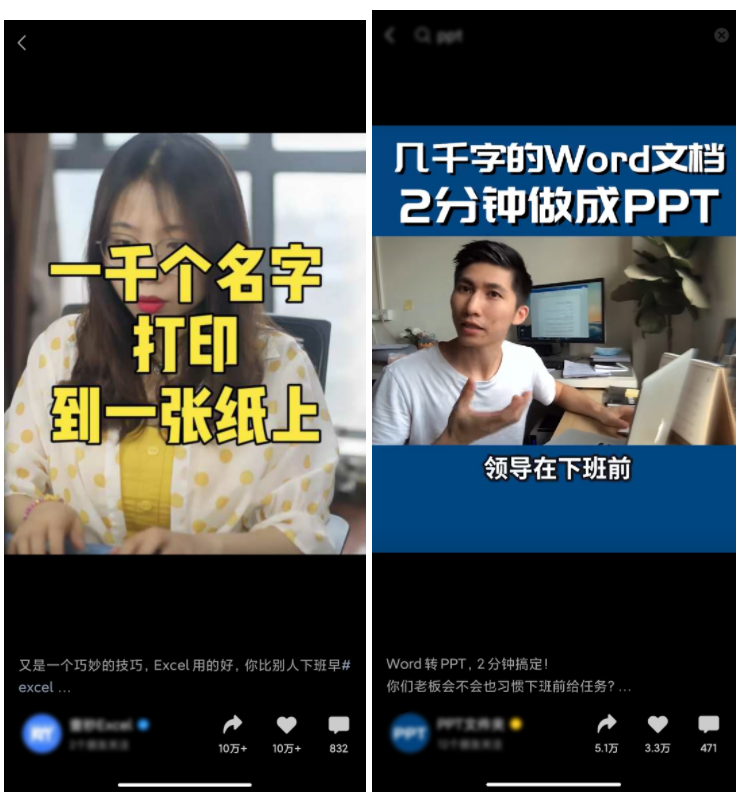 一千个名字
打印
到一张纸上
又是一个巧妙的技巧，Excel 用的好，你比别人下班早#
excel ...
10万+
10万+
832
ppt
几千字的Word文档
2分钟做成PPT
领导在下班前
Word 转 PPT，2 分钟搞定！
你们老板会不会也习惯下班前给任务？...
PPT
5.1万
3.3万
471